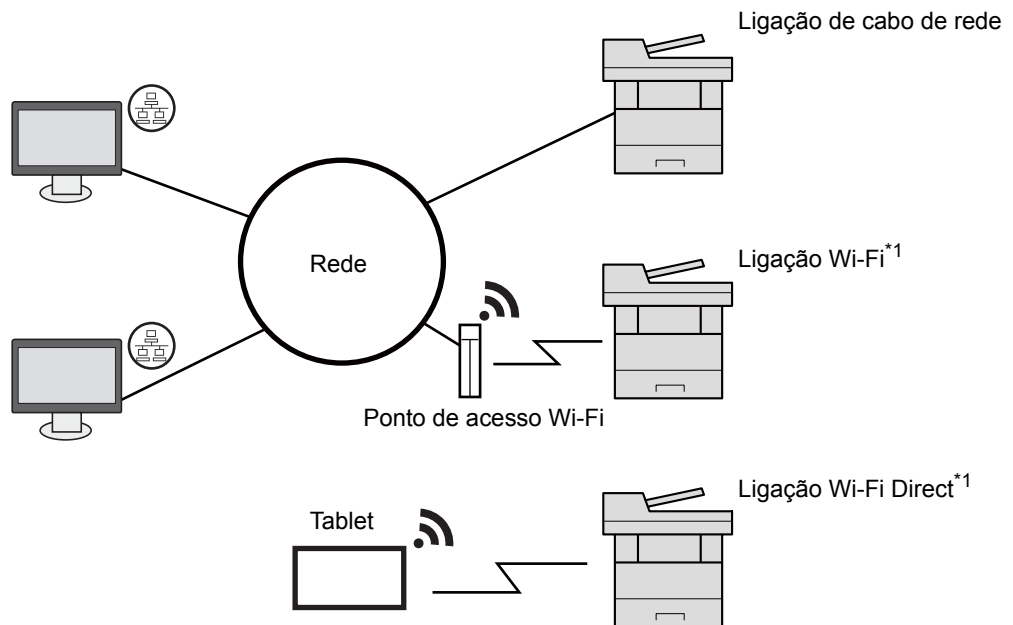 Ligação de cabo de rede
Rede
Ligação Wi-Fi*1
Ponto de acesso Wi-Fi
Ligação Wi-Fi Direct*1
Tablet